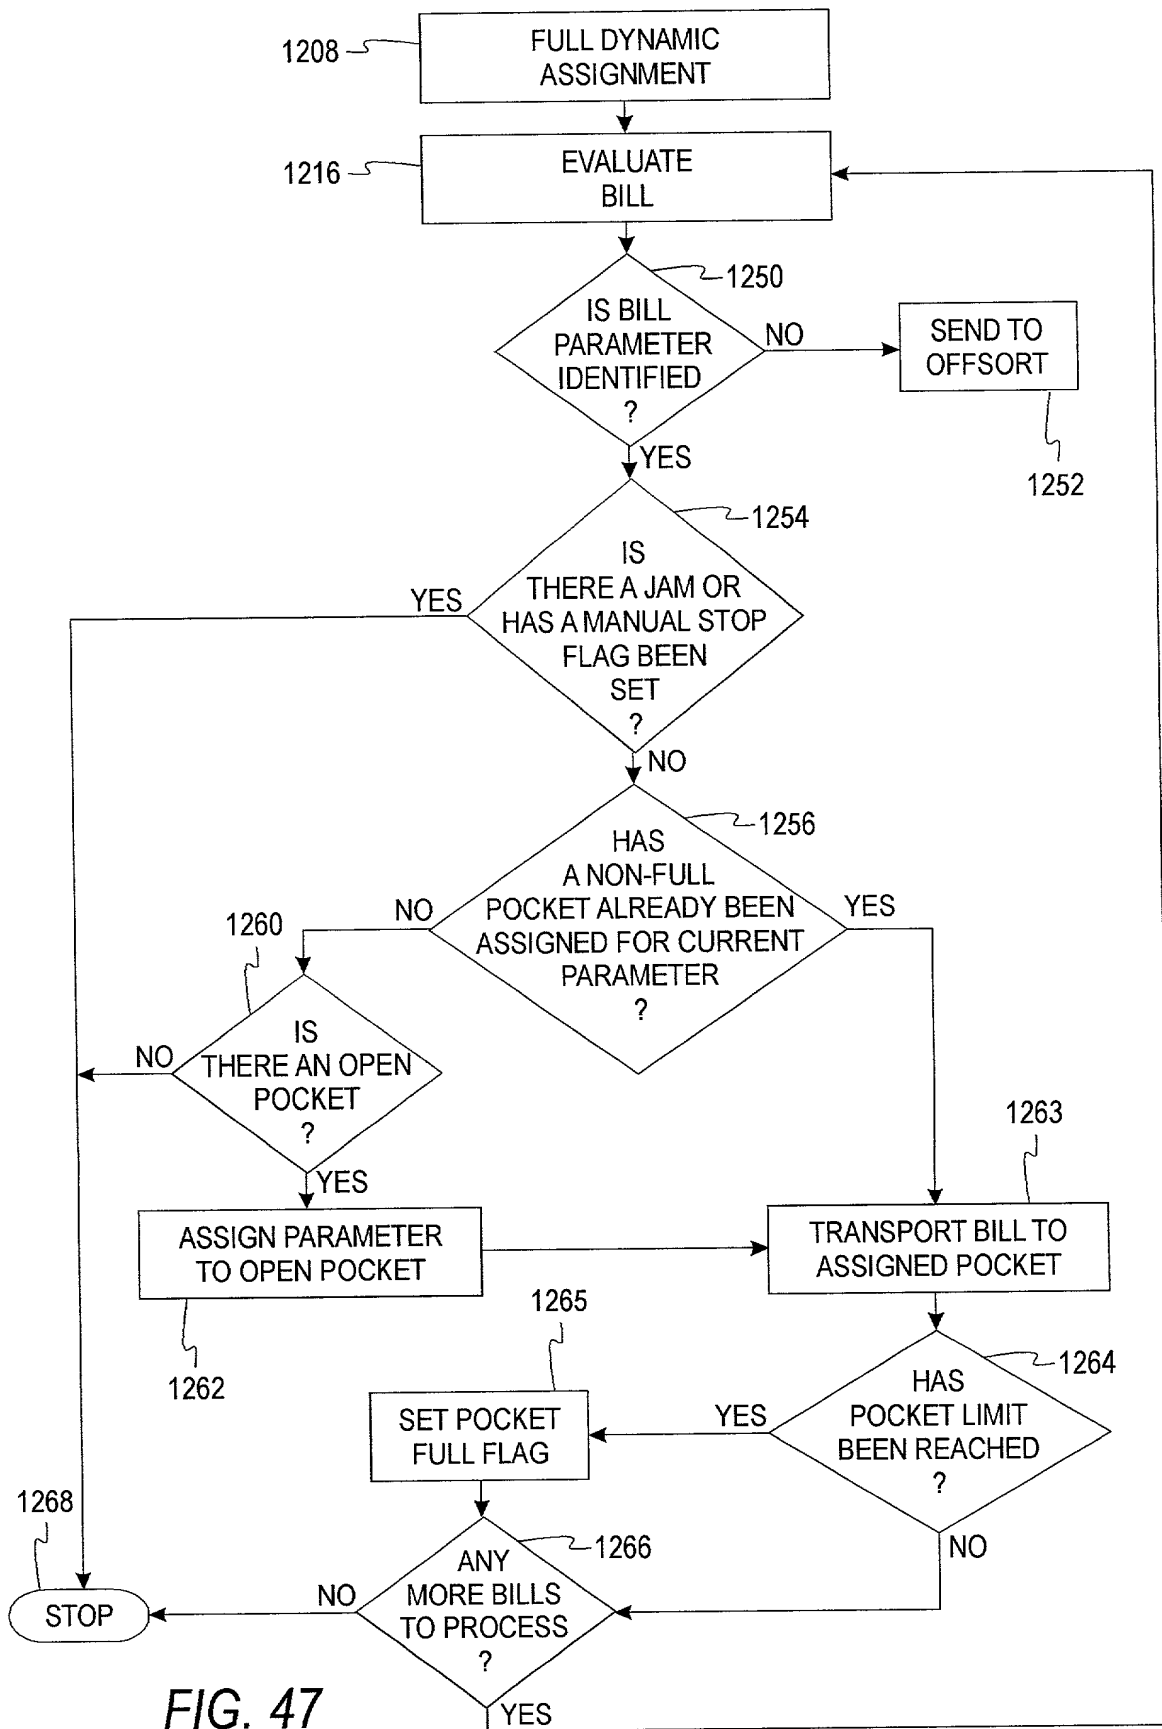 1208
FULL DYNAMIC
ASSIGNMENT
1216
EVALUATE
BILL
1250
IS BILL
PARAMETER
IDENTIFIED
?
NO
SEND TO
OFFSORT
1252
YES
1254
IS
THERE A JAM OR
HAS A MANUAL STOP
FLAG BEEN
SET
?
YES
NO
1256
HAS
A NON-FULL
POCKET ALREADY BEEN
ASSIGNED FOR CURRENT
PARAMETER
?
NO
YES
1260
IS
THERE AN OPEN
POCKET
?
NO
YES
1263
ASSIGN PARAMETER
TO OPEN POCKET
1262
TRANSPORT BILL TO
ASSIGNED POCKET
1265
1264
HAS
POCKET LIMIT
BEEN REACHED
?
YES
SET POCKET
FULL FLAG
NO
1268
1266
ANY
MORE BILLS
TO PROCESS
?
NO
STOP
YES
FIG. 47